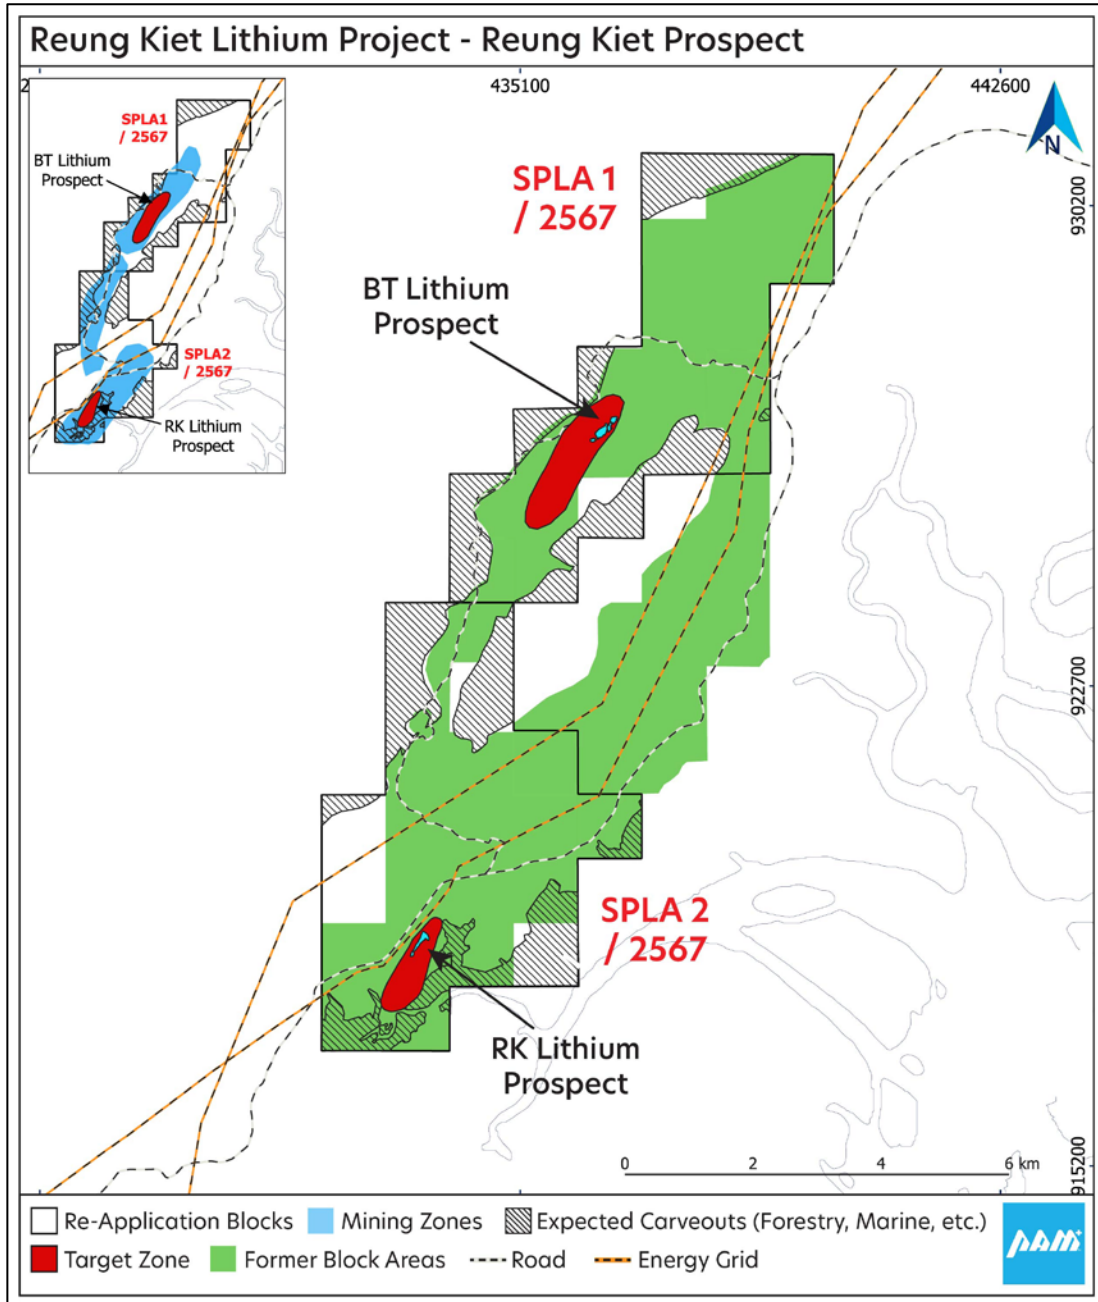 Reung Kiet Lithium Project - Reung Kiet Prospect
2
435100
442600
SPLA1
/ 2567
BT Lithium
Prospect
SPLA2
/ 2567
RK Lithium
Prospect
N
SPLA 1
/ 2567
930200
BT Lithium
Prospect
922700
SPLA 2
/ 2567
RK Lithium
Prospect
915200
0 2 4 6 km
Re-Application Blocks Mining Zones Expected Carveouts (Forestry, Marine, etc.)
Target Zone Former Block Areas Road Energy Grid
PAM